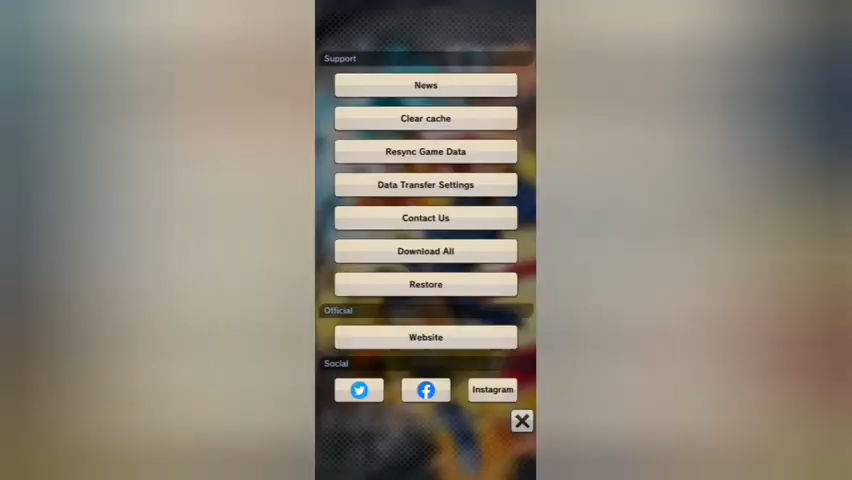 Support
News
Clear cache
Resync Game Data
Data Transfer Settings
Contact Us
Download All
Restore
Official
Website
Social
Instagram